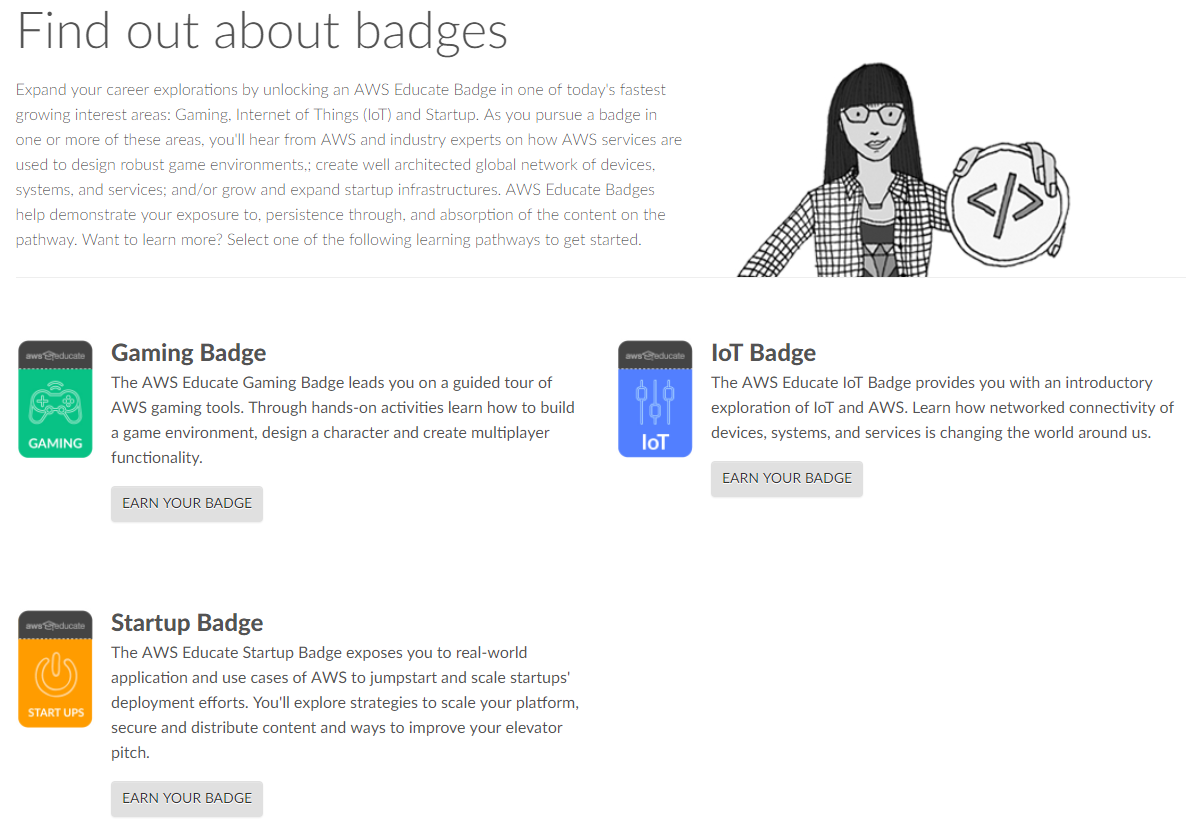 Find out about badges
Expand your career explorations by unlocking an AWS Educate Badge in one of today's fastest
growing interest areas: Gaming, Internet of Things (IoT) and Startup. As you pursue a badge in
one or more of these areas, you'll hear from AWS and industry experts on how AWS services are
used to design robust game environments,; create well architected global network of devices,
systems, and services; and/or grow and expand startup infrastructures. AWS Educate Badges
help demonstrate your exposure to, persistence through, and absorption of the content on the
pathway. Want to learn more? Select one of the following learning pathways to get started.
</>
aws educate
GAMING
Gaming Badge
The AWS Educate Gaming Badge leads you on a guided tour of
AWS gaming tools. Through hands-on activities learn how to build
a game environment, design a character and create multiplayer
functionality.
EARN YOUR BADGE
aws educate
IoT
IoT Badge
The AWS Educate IoT Badge provides you with an introductory
exploration of IoT and AWS. Learn how networked connectivity of
devices, systems, and services is changing the world around us.
EARN YOUR BADGE
aws educate
START UPS
Startup Badge
The AWS Educate Startup Badge exposes you to real-world
application and use cases of AWS to jumpstart and scale startups'
deployment efforts. You'll explore strategies to scale your platform,
secure and distribute content and ways to improve your elevator
pitch.
EARN YOUR BADGE